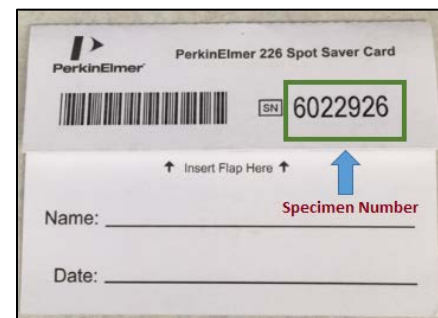 PerkinElmer
PerkinElmer 226 Spot Saver Card
SN 6022926
↑ Insert Flap Here ↑
Specimen Number
Name:
Date: